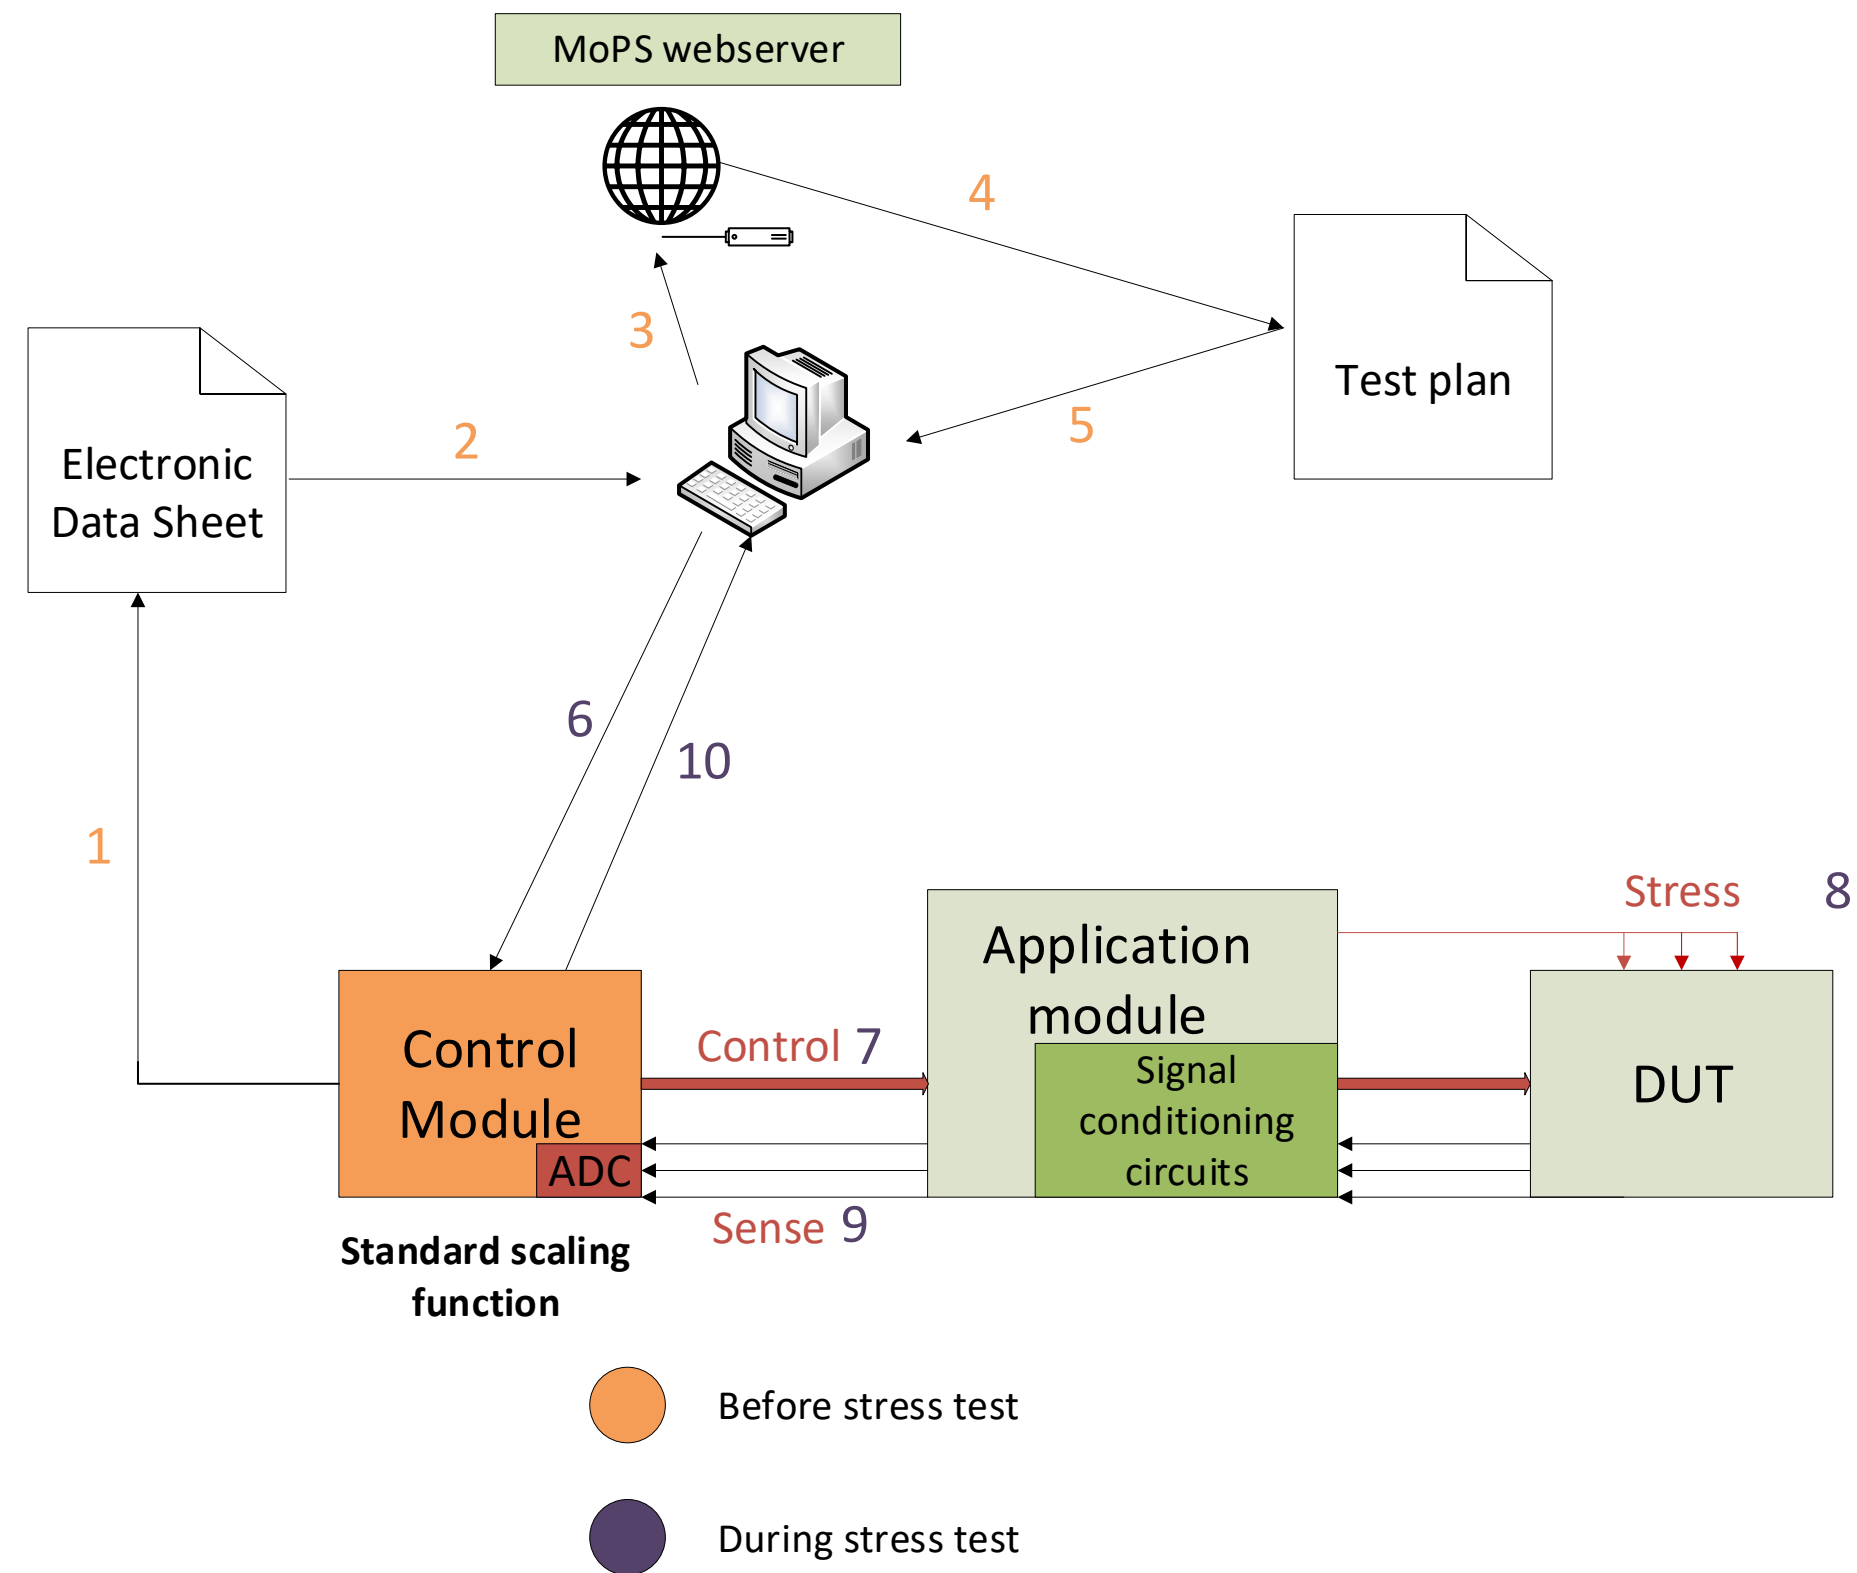 MoPS webserver
4
3
Test plan
5
2
Electronic
Data Sheet
6
10
1
Stress 8
Application
module
Control
Module
Control 7
Signal
conditioning
circuits
DUT
ADC
Sense 9
Standard scaling
function
Before stress test
During stress test